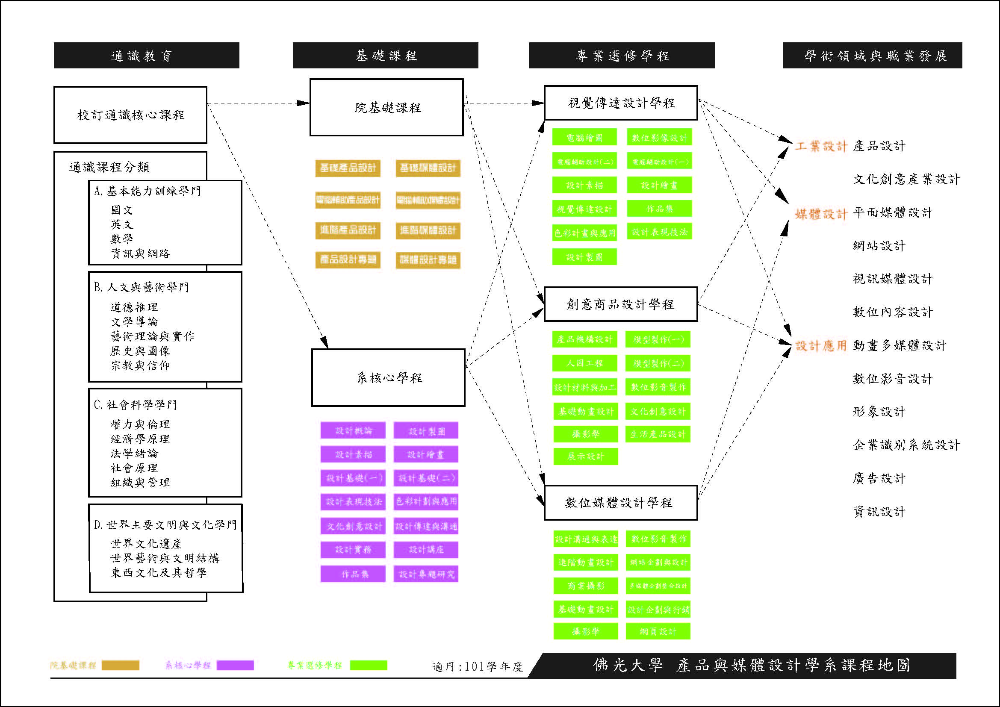 通識教育
基礎課程
專業選修學程
學術領域與職業發展
校訂通識核心課程
通識課程分類
A.基本能力訓練學門
國文
英文
數學
資訊與網路
B.人文與藝術學門
道德推理
文學導論
藝術理論與實作
歷史與圖像
宗教與信仰
C.社會科學學門
權力與倫理
經濟學原理
法學緒論
社會原理
組織與管理
D.世界主要文明與文化學門
世界文化遺產
世界藝術與文明結構
東西文化及其哲學
院基礎課程
基礎產品設計 基礎媒體設計
電腦輔助產品設計 電腦輔助媒體設計
進階產品設計 進階媒體設計
產品設計專題 媒體設計專題
系核心學程
設計概論 設計製圖
設計素描 設計繪畫
設計基礎(一) 設計基礎(二)
設計表現技法 色彩計劃與應用
文化創意設計 設計傳達與溝通
設計實務 設計講座
作品集 設計專題研究
視覺傳達設計學程
電腦繪圖 數位影像設計
電腦輔助設計(二) 電腦輔助設計(一)
設計素描 設計繪畫
視覺傳達設計 作品集
色彩計畫與應用 設計表現技法
設計製圖
創意商品設計學程
產品機構設計 模型製作(一)
人因工程 模型製作(二)
設計材料與加工 數位影音製作
基礎動畫設計 文化創意設計
攝影學 生活產品設計
展示設計
數位媒體設計學程
設計溝通與表達 數位影音製作
進階動畫設計 網站企劃與設計
商業攝影 多媒體企劃整合設計
基礎動畫設計 設計企劃與行銷
攝影學 網頁設計
工業設計 產品設計
文化創意產業設計
媒體設計 平面媒體設計
網站設計
視訊媒體設計
數位內容設計
設計應用 動畫多媒體設計
數位影音設計
形象設計
企業識別系統設計
廣告設計
資訊設計
院基礎課程 系核心學程 專業選修學程 適用:101學年度
佛光大學 產品與媒體設計學系課程地圖